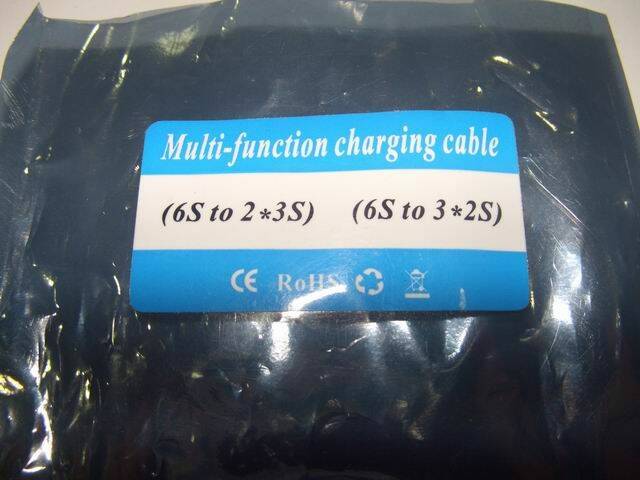 Multi-function charging cable
(6S to 2*3S) (6S to 3*2S)
CE RoHS